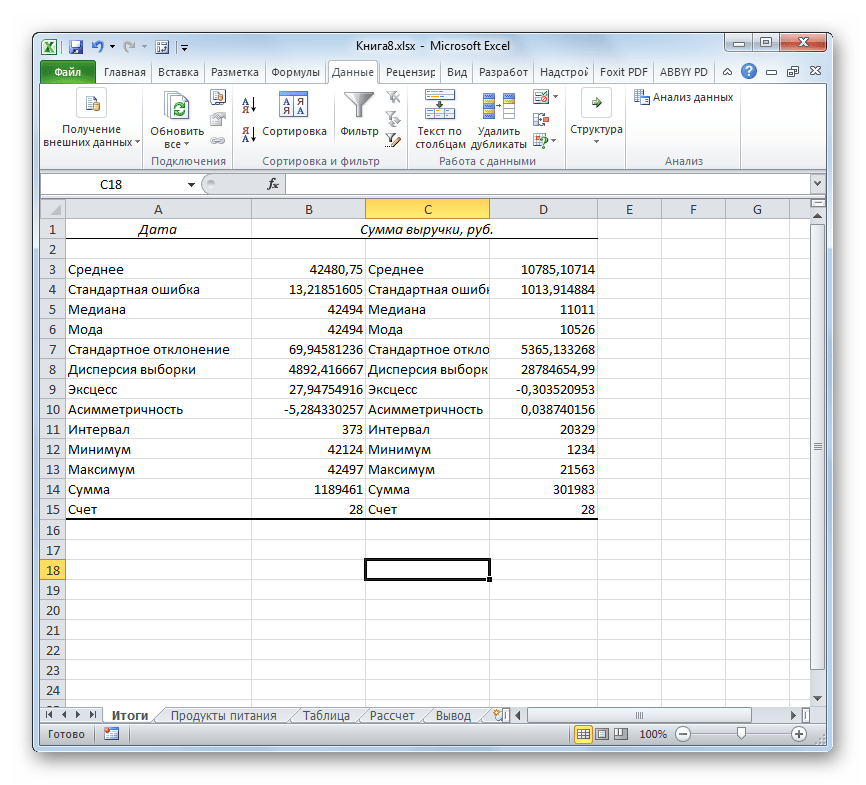 Книга8.xlsx - Microsoft Excel
Файл Главная Вставка Разметка Формулы Данные Рецензир Вид Разработ Надстрой Foxit PDF ABBYY PD
Получение
внешних данных
Обновить
все
Подключения
А Я
Я А
А Я
Я А
Сортировка
Фильтр
Сортировка и фильтр
Текст по
столбцам
Удалить
дубликаты
Работа с данными
Структура
Анализ данных
Анализ
C18 fx
A B C D E F G
1 Дата Сумма выручки, руб.
2
3 Среднее 42480,75 Среднее 10785,10714
4 Стандартная ошибка 13,21851605 Стандартная ошибк 1013,914884
5 Медиана 42494 Медиана 11011
6 Мода 42494 Мода 10526
7 Стандартное отклонение 69,94581236 Стандартное откло 5365,133268
8 Дисперсия выборки 4892,416667 Дисперсия выборк 28784654,99
9 Эксцесс 27,94754916 Эксцесс -0,303520953
10 Асимметричность -5,284330257 Асимметричность 0,038740156
11 Интервал 373 Интервал 20329
12 Минимум 42124 Минимум 1234
13 Максимум 42497 Максимум 21563
14 Сумма 1189461 Сумма 301983
15 Счет 28 Счет 28
16
17
18
19
20
21
22
23
24
Итоги Продукты питания Таблица Рассчет Вывод
Готово 100%